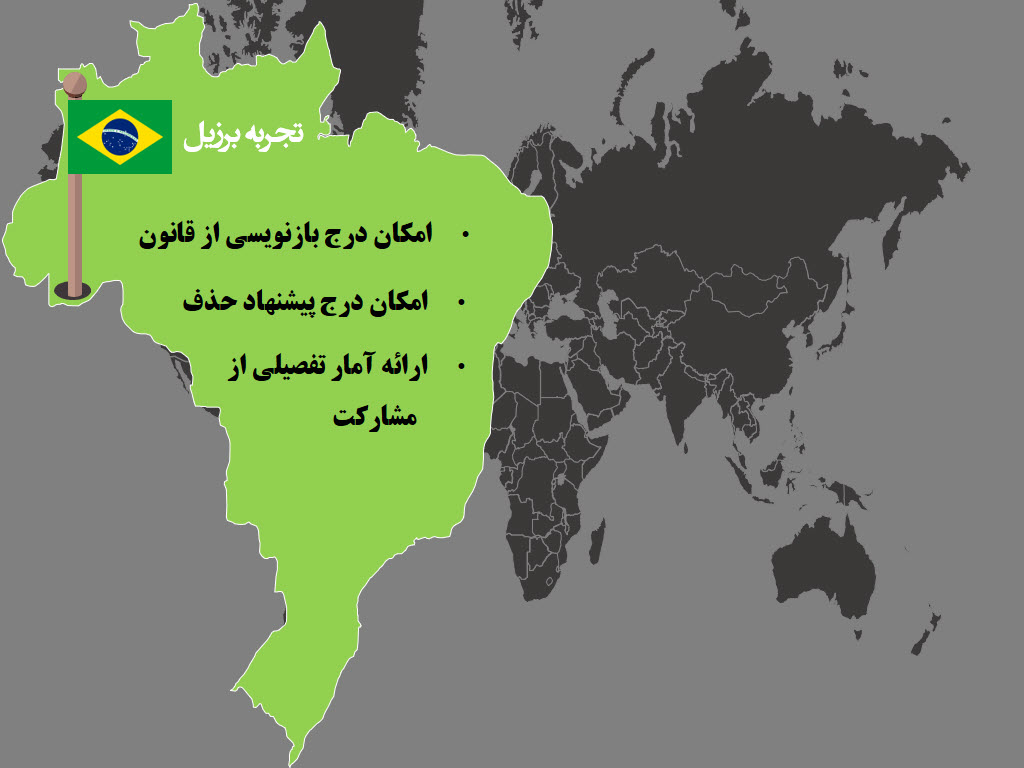 تجربه برزیل
• امکان درج بازنویسی از قانون
• امکان درج پیشنهاد حذف
• ارائه آمار تفصیلی از
مشارکت